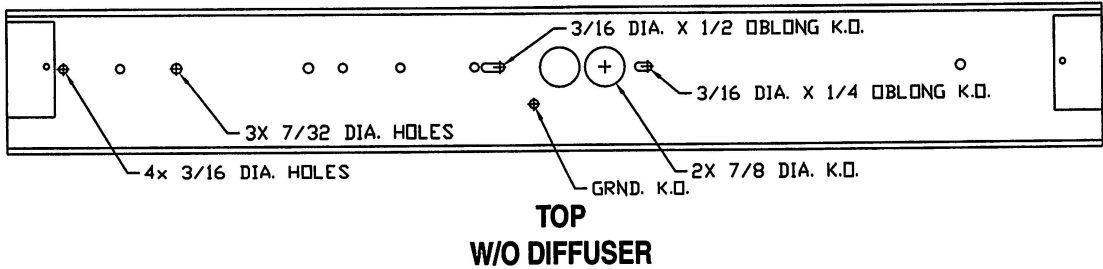 3/16 DIA. X 1/2 OBLONG K.O.
3/16 DIA. X 1/4 OBLONG K.O.
3X 7/32 DIA. HOLES
4x 3/16 DIA. HOLES
2X 7/8 DIA. K.O.
GRND. K.O.
TOP
W/O DIFFUSER